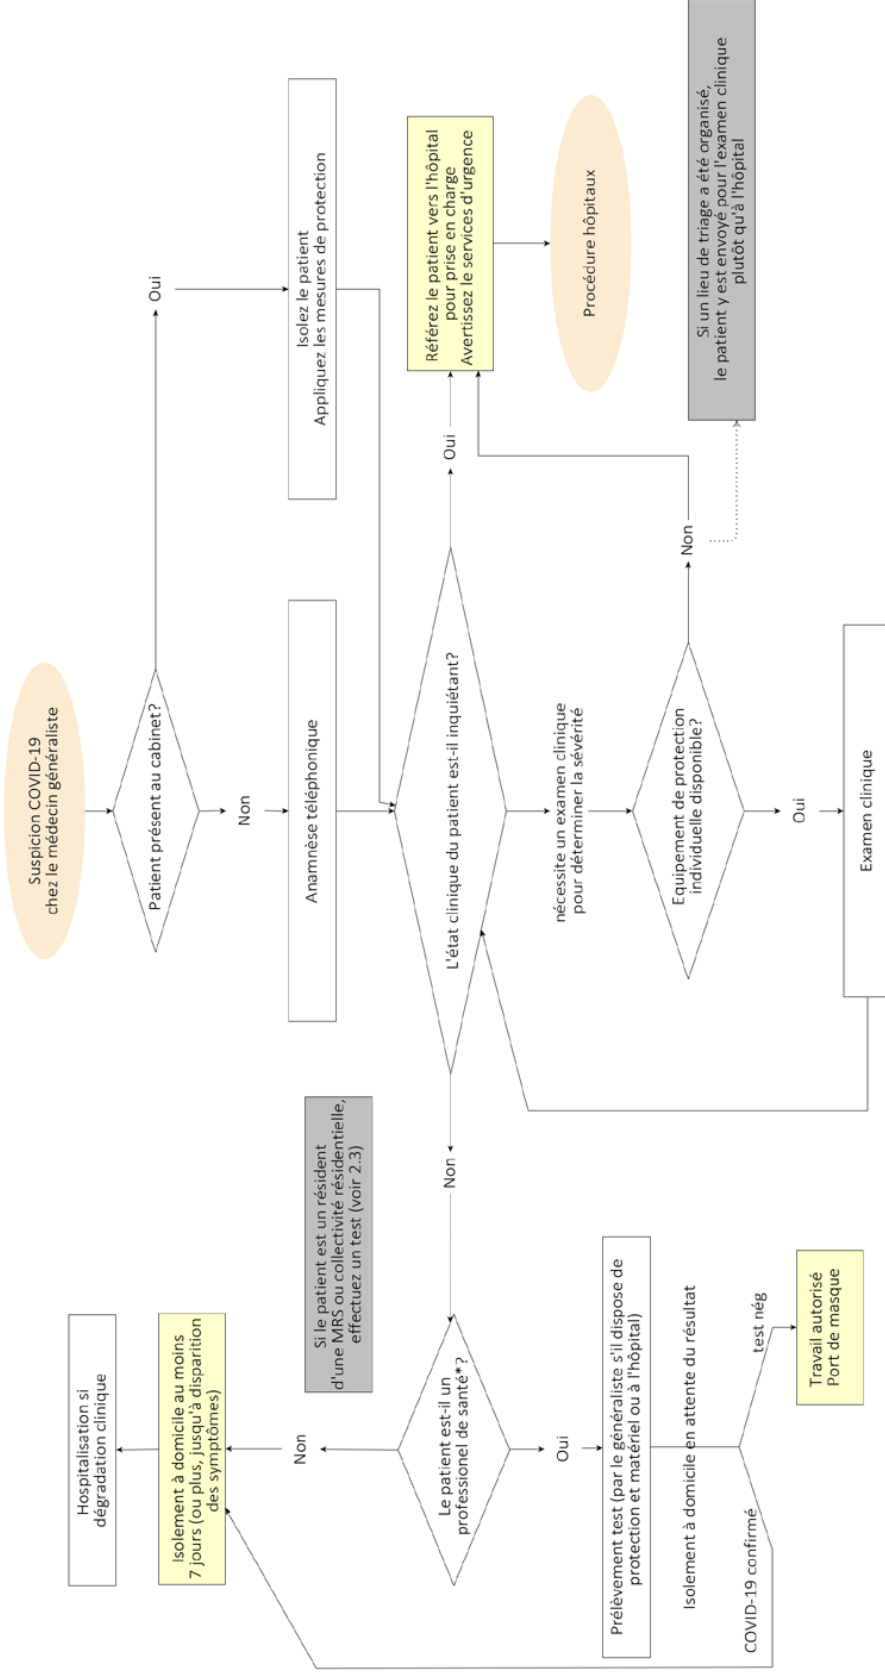 Suspicion COVID-19
chez le médecin généraliste
Patient présent au cabinet?
Oui
Non
Isolez le patient
Appliquez les mesures de protection
Anamnèse téléphonique
L'état clinique du patient est-il inquiétant?
Oui
Référez le patient vers l'hôpital
pour prise en charge
Avertissez le services d'urgence
Procédure hôpitaux
nécessite un examen clinique
pour déterminer la sévérité
Equipement de protection
individuelle disponible?
Non
Si un lieu de triage a été organisé,
le patient y est envoyé pour l'examen clinique
plutôt qu'à l'hôpital
Oui
Examen clinique
Non
Si le patient est un résident
d'une MRS ou collectivité résidentielle,
effectuez un test (voir 2.3)
Le patient est-il un
professionel de santé*?
Non
Isolement à domicile au moins
7 jours (ou plus, jusqu'à disparition
des symptômes)
Hospitalisation si
dégradation clinique
Oui
Prélèvement test (par le généraliste s'il dispose de
protection et matériel ou à l'hôpital)
Isolement à domicile en attente du résultat
COVID-19 confirmé
test nég
Travail autorisé
Port de masque